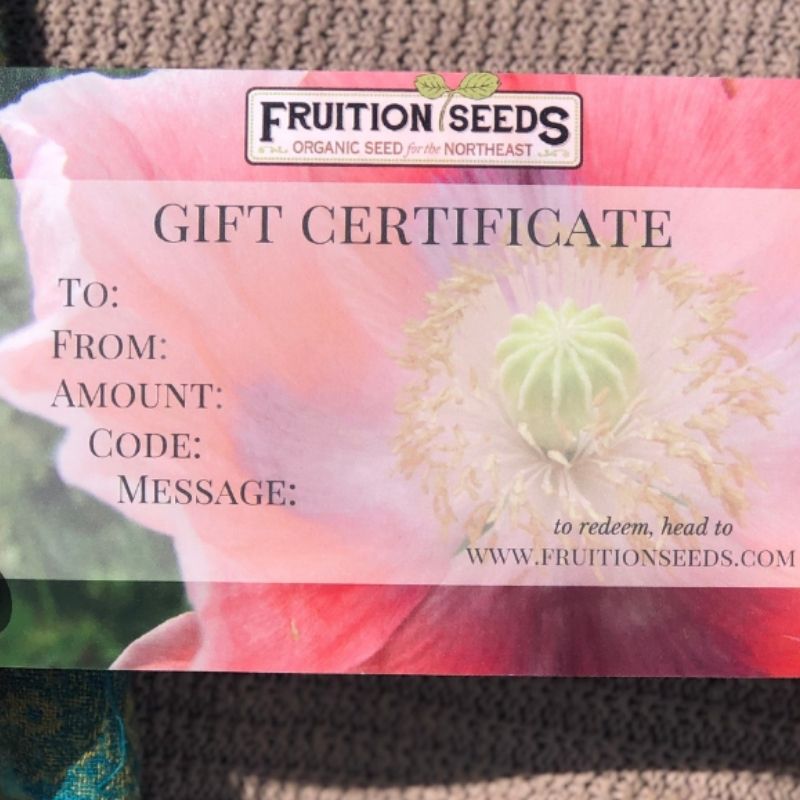 FRUITION SEEDS
ORGANIC SEED for the NORTHEAST
GIFT CERTIFICATE
TO:
FROM:
AMOUNT:
CODE:
MESSAGE:
to redeem, head to
WWW.FRUITIONSEEDS.COM